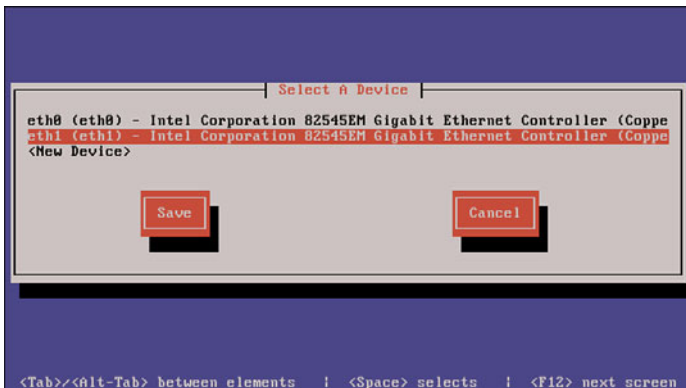 Select A Device
eth0 (eth0) - Intel Corporation 82545EM Gigabit Ethernet Controller (Coppe
eth1 (eth1) - Intel Corporation 82545EM Gigabit Ethernet Controller (Coppe
<New Device>
Save Cancel
<Tab>/<Alt-Tab> between elements | <Space> selects | <F12> next screen